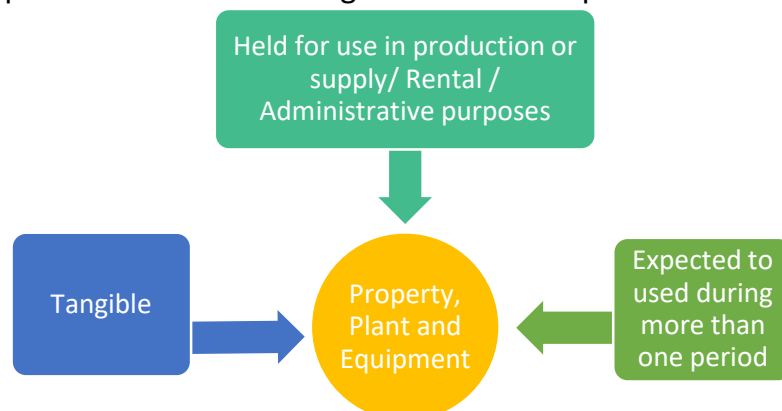 Held for use in production or
supply/ Rental /
Administrative purposes
Tangible
Property,
Plant and
Equipment
Expected to
used during
more than
one period